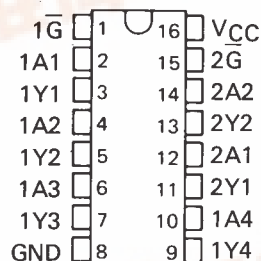 1G̅ 1 16 VCC
1A1 2 15 2G̅
1Y1 3 14 2A2
1A2 4 13 2Y2
1Y2 5 12 2A1
1A3 6 11 2Y1
1Y3 7 10 1A4
GND 8 9 1Y4